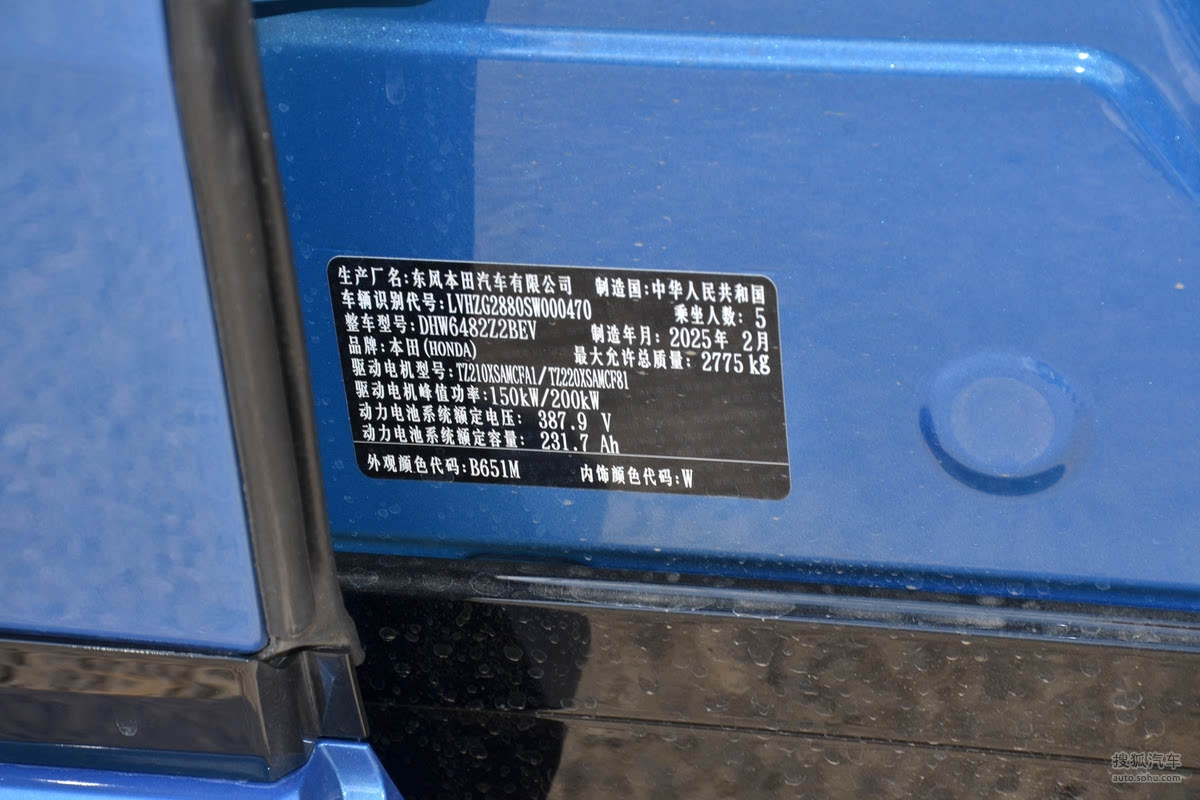 生产厂名:东风本田汽车有限公司 制造国:中华人民共和国
车辆识别代号:LVHZG2880SW000470 乘坐人数: 5
整车型号:DHW6482Z2BEV 制造年月: 2025年 2月
品牌:本田(HONDA) 最大允许总质量: 2775 kg
驱动电机型号:TZ210XSAMCFA1/TZ220XSAMCFB1
驱动电机峰值功率:150kW/200kW
动力电池系统额定电压: 387.9 V
动力电池系统额定容量: 231.7 Ah
外观颜色代码:B651M 内饰颜色代码:W
搜狐汽车
auto.sohu.com